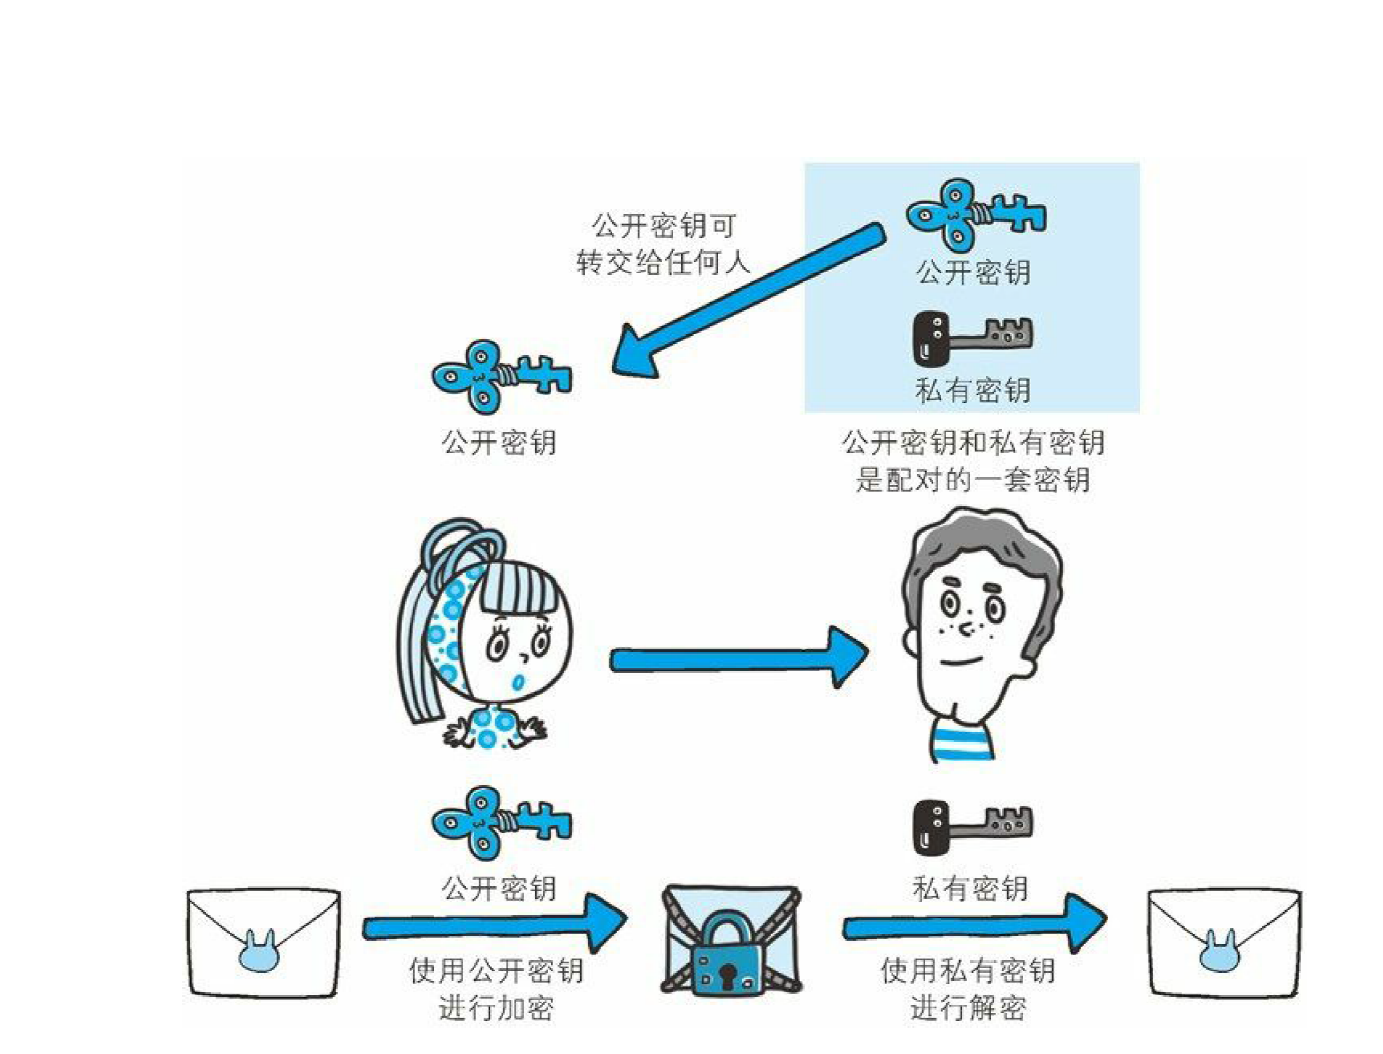 公开密钥可
转交给任何人
公开密钥
私有密钥
公开密钥
公开密钥和私有密钥
是配对的一套密钥
公开密钥
私有密钥
使用公开密钥
进行加密
使用私有密钥
进行解密